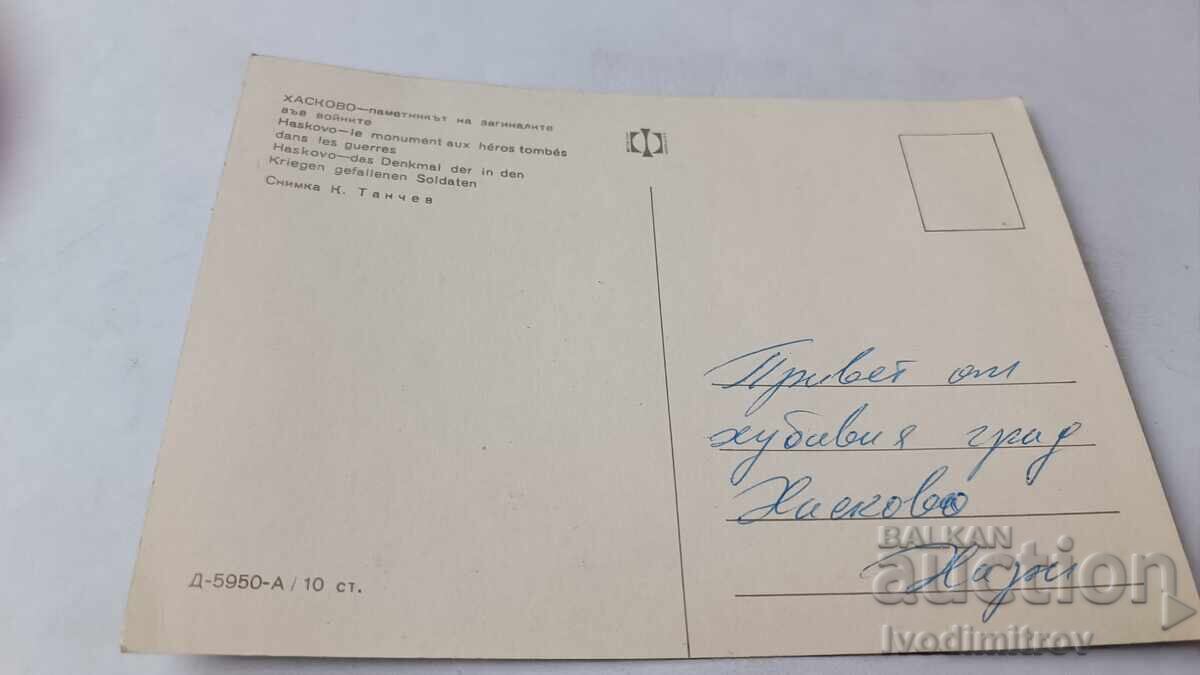 ХАСКОВО—паметникът на загиналите
във войните
Haskovo—le monument aux héros tombés
dans les guerres
Haskovo—das Denkmal der in den
Kriegen gefallenen Soldaten
Снимка К. Танчев
Привет от
хубавия град
Хасково
Д-5950-А / 10 ст.
BALKAN
auction
Ivodimitrov